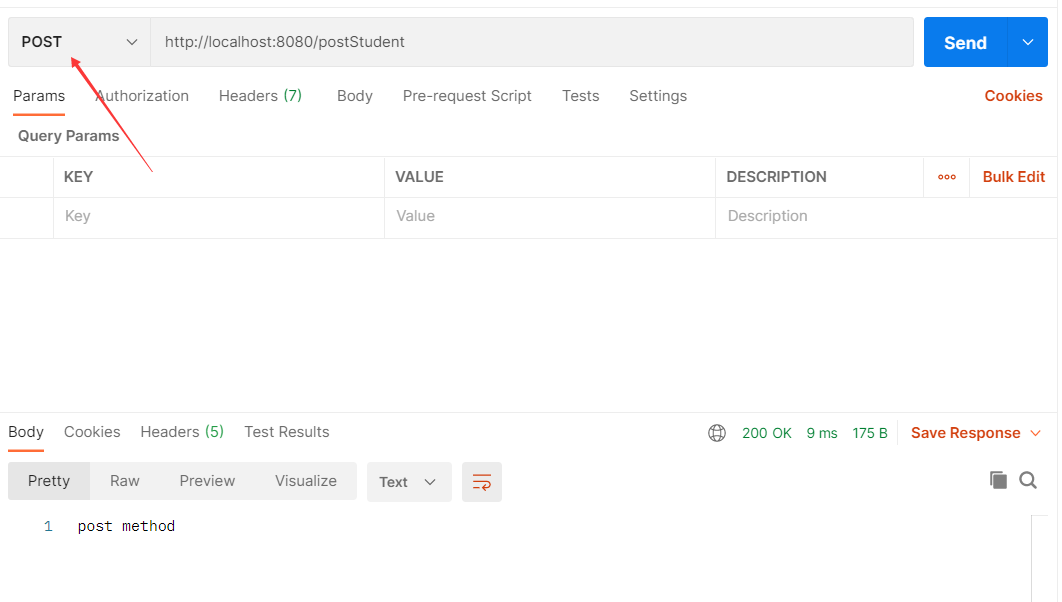 POST http://localhost:8080/postStudent Send
Params Authorization Headers (7) Body Pre-request Script Tests Settings Cookies
Query Params
KEY VALUE DESCRIPTION ooo Bulk Edit
Key Value Description
Body Cookies Headers (5) Test Results 200 OK 9 ms 175 B Save Response
Pretty Raw Preview Visualize Text
1 post method